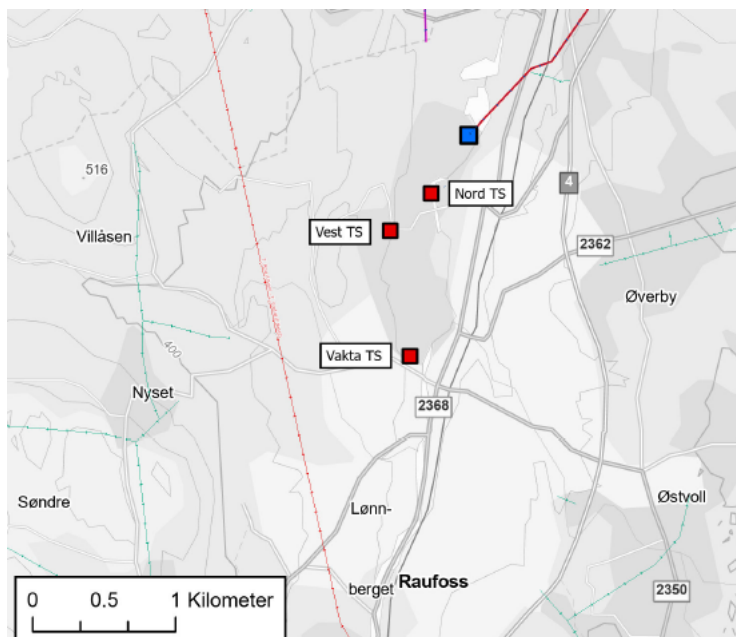 516
Nord TS
4
Vest TS
Villåsen
2362
Øverby
400
Vakta TS
Nyset
2368
Søndre
Lønn-
Østvoll
berget
Raufoss
2350
0 0.5 1 Kilometer